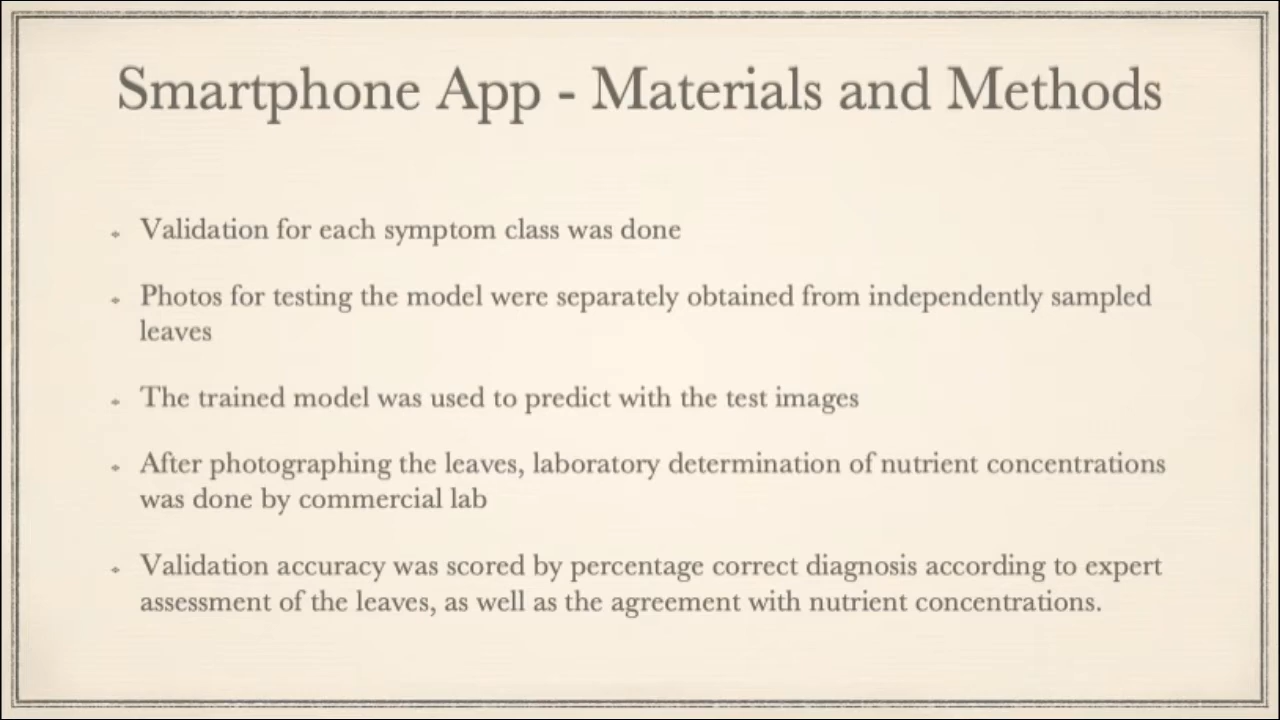 Smartphone App - Materials and Methods
Validation for each symptom class was done
Photos for testing the model were separately obtained from independently sampled
leaves
The trained model was used to predict with the test images
After photographing the leaves, laboratory determination of nutrient concentrations
was done by commercial lab
Validation accuracy was scored by percentage correct diagnosis according to expert
assessment of the leaves, as well as the agreement with nutrient concentrations.